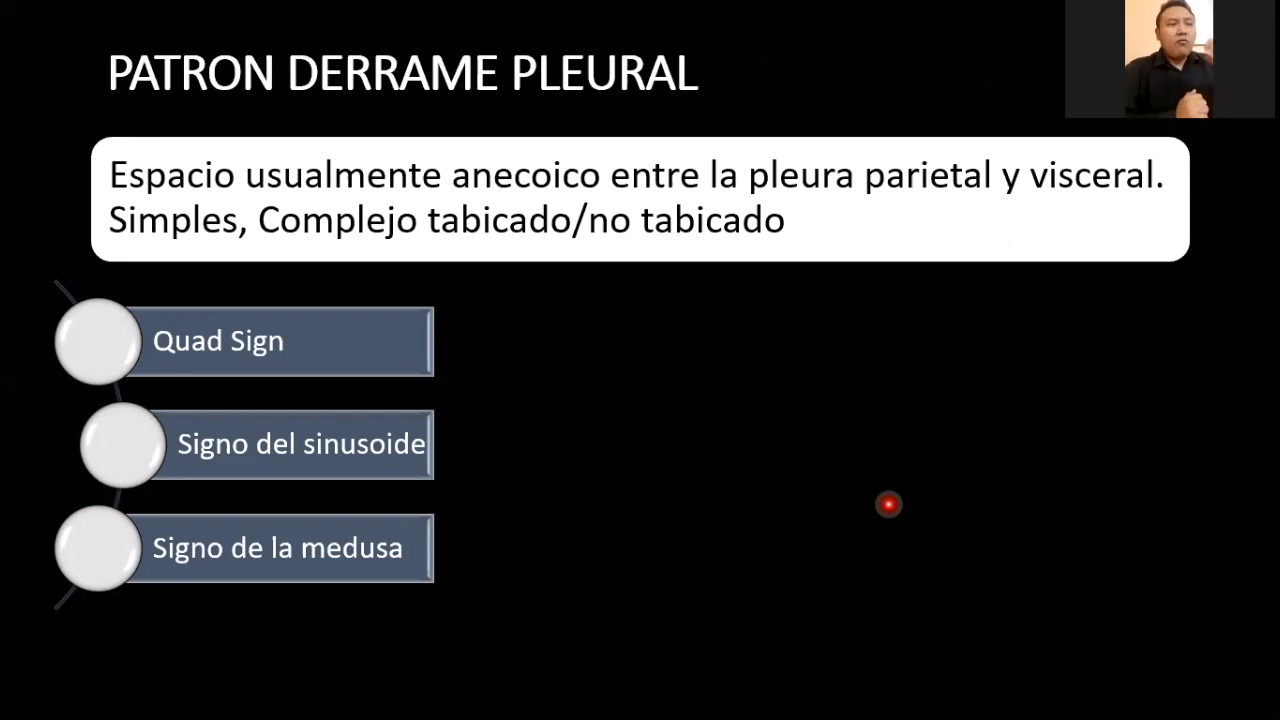 PATRON DERRAME PLEURAL
Espacio usualmente anecoico entre la pleura parietal y visceral.
Simples, Complejo tabicado/no tabicado
Quad Sign
Signo del sinusoide
Signo de la medusa